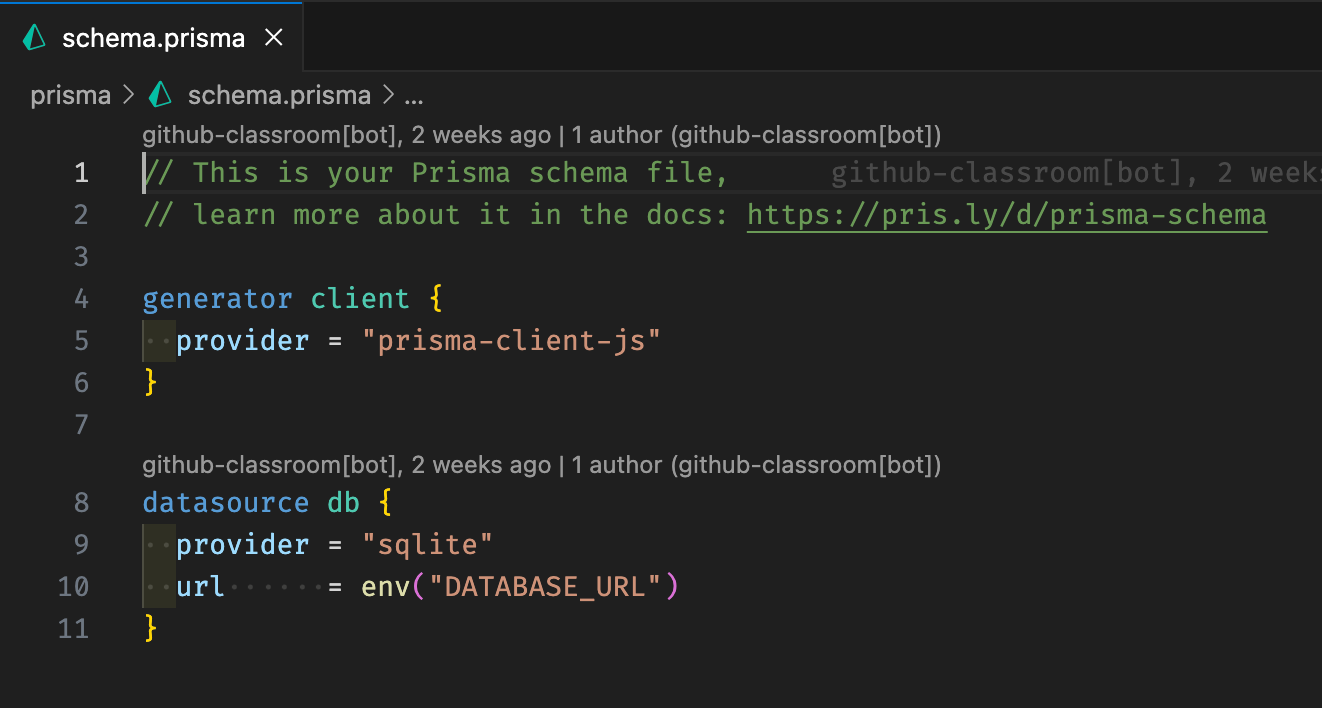 schema.prisma
prisma > schema.prisma > ...
github-classroom[bot], 2 weeks ago | 1 author (github-classroom[bot])
1 // This is your Prisma schema file, github-classroom[bot], 2 weeks
2 // learn more about it in the docs: https://pris.ly/d/prisma-schema
3
4 generator client {
5   provider = "prisma-client-js"
6 }
7
github-classroom[bot], 2 weeks ago | 1 author (github-classroom[bot])
8 datasource db {
9   provider = "sqlite"
10   url      = env("DATABASE_URL")
11 }